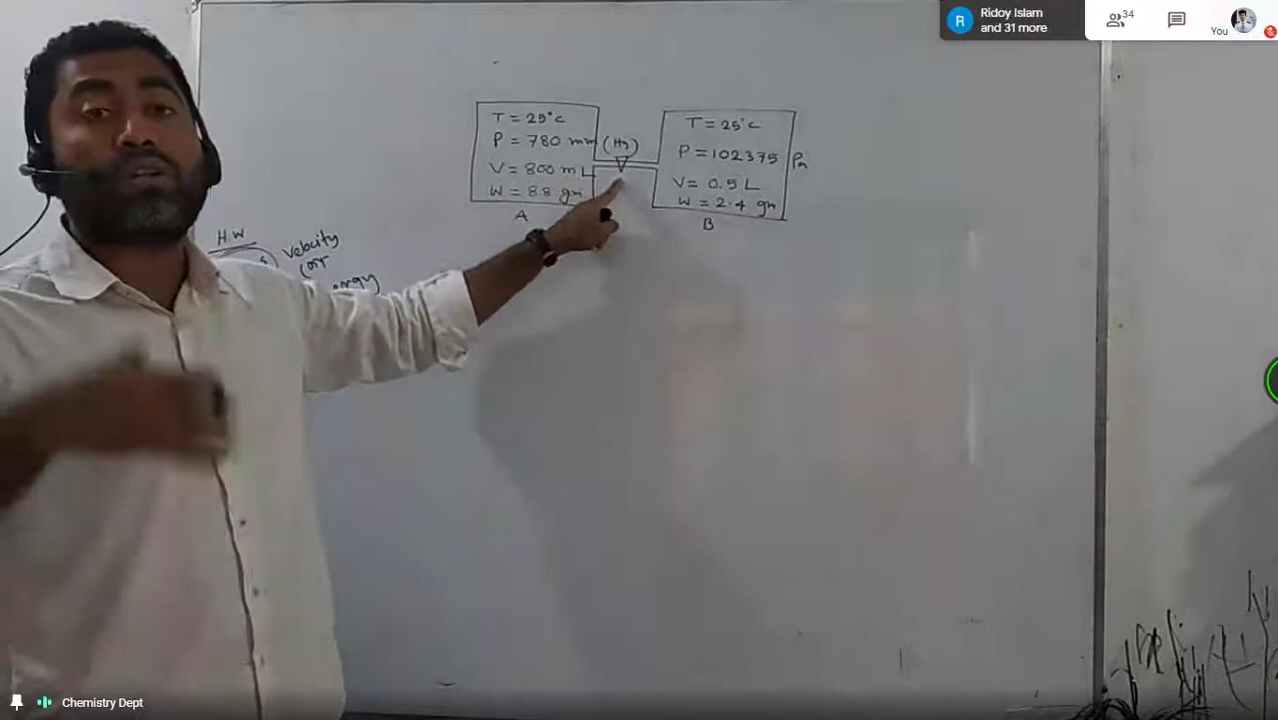 Ridoy Islam
and 31 more
34
You
T = 25°C
P = 780 mm (Hg)
V = 800 mL
W = 8.8 gm
A
T = 25°C
P = 102375 Pa
V = 0.5 L
W = 2.4 gm
B
H.W
velocity
(or
Chemistry Dept